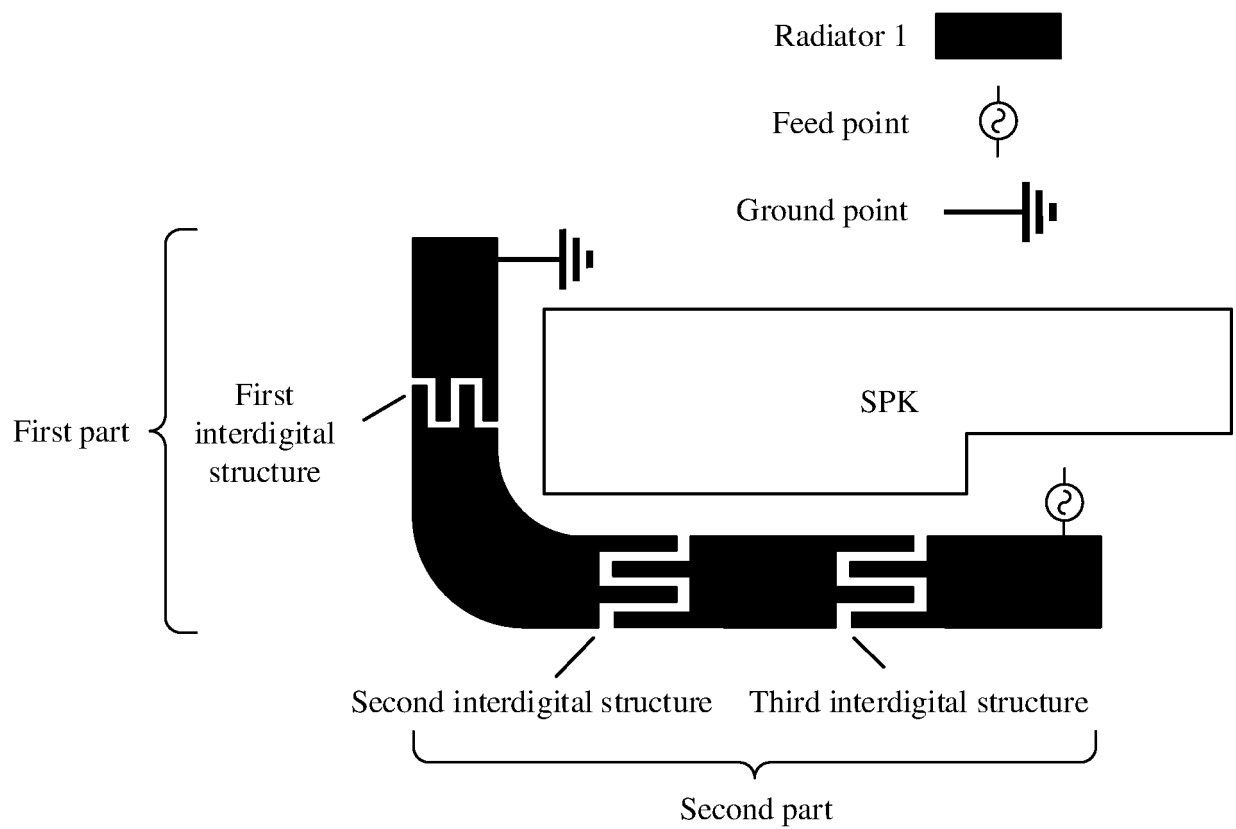 Radiator 1
Feed point
Ground point
First part
First
interdigital
structure
SPK
Second interdigital structure
Third interdigital structure
Second part